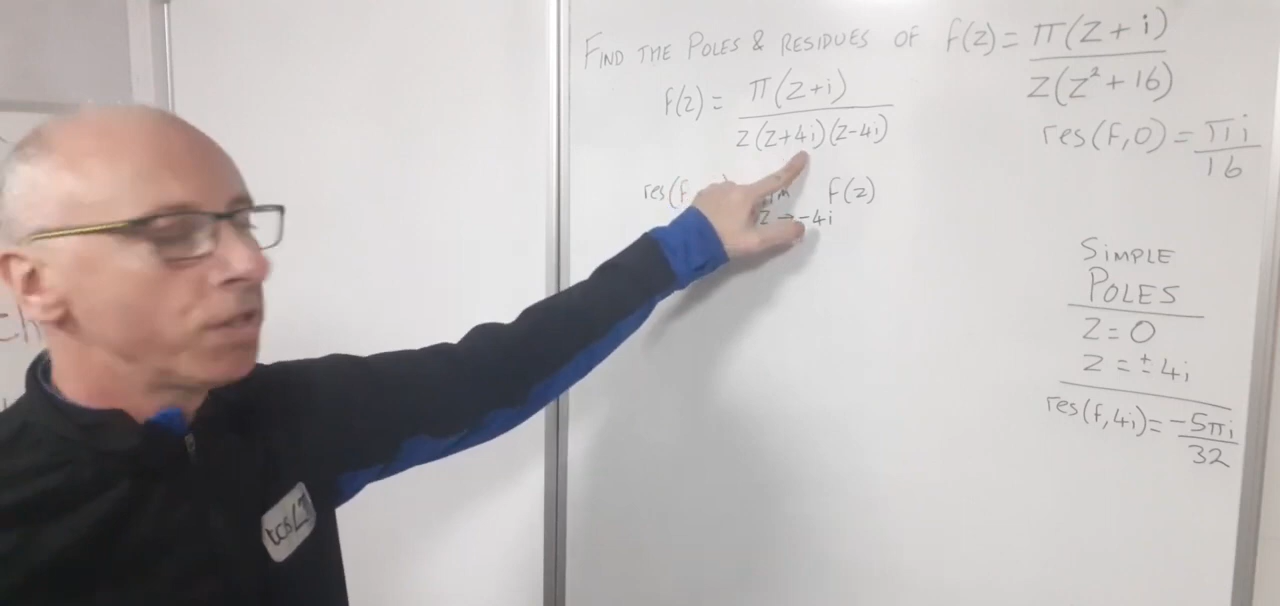 FIND THE POLES & RESIDUES OF f(z) = π(z + i) / z(z² + 16)
f(z) = π(z+i) / z(z+4i)(z-4i)
res(f,0) = πi / 16
res(f f(z)
z → -4i
SIMPLE
POLES
z = 0
z = ± 4i
res(f,4i) = -5πi / 32